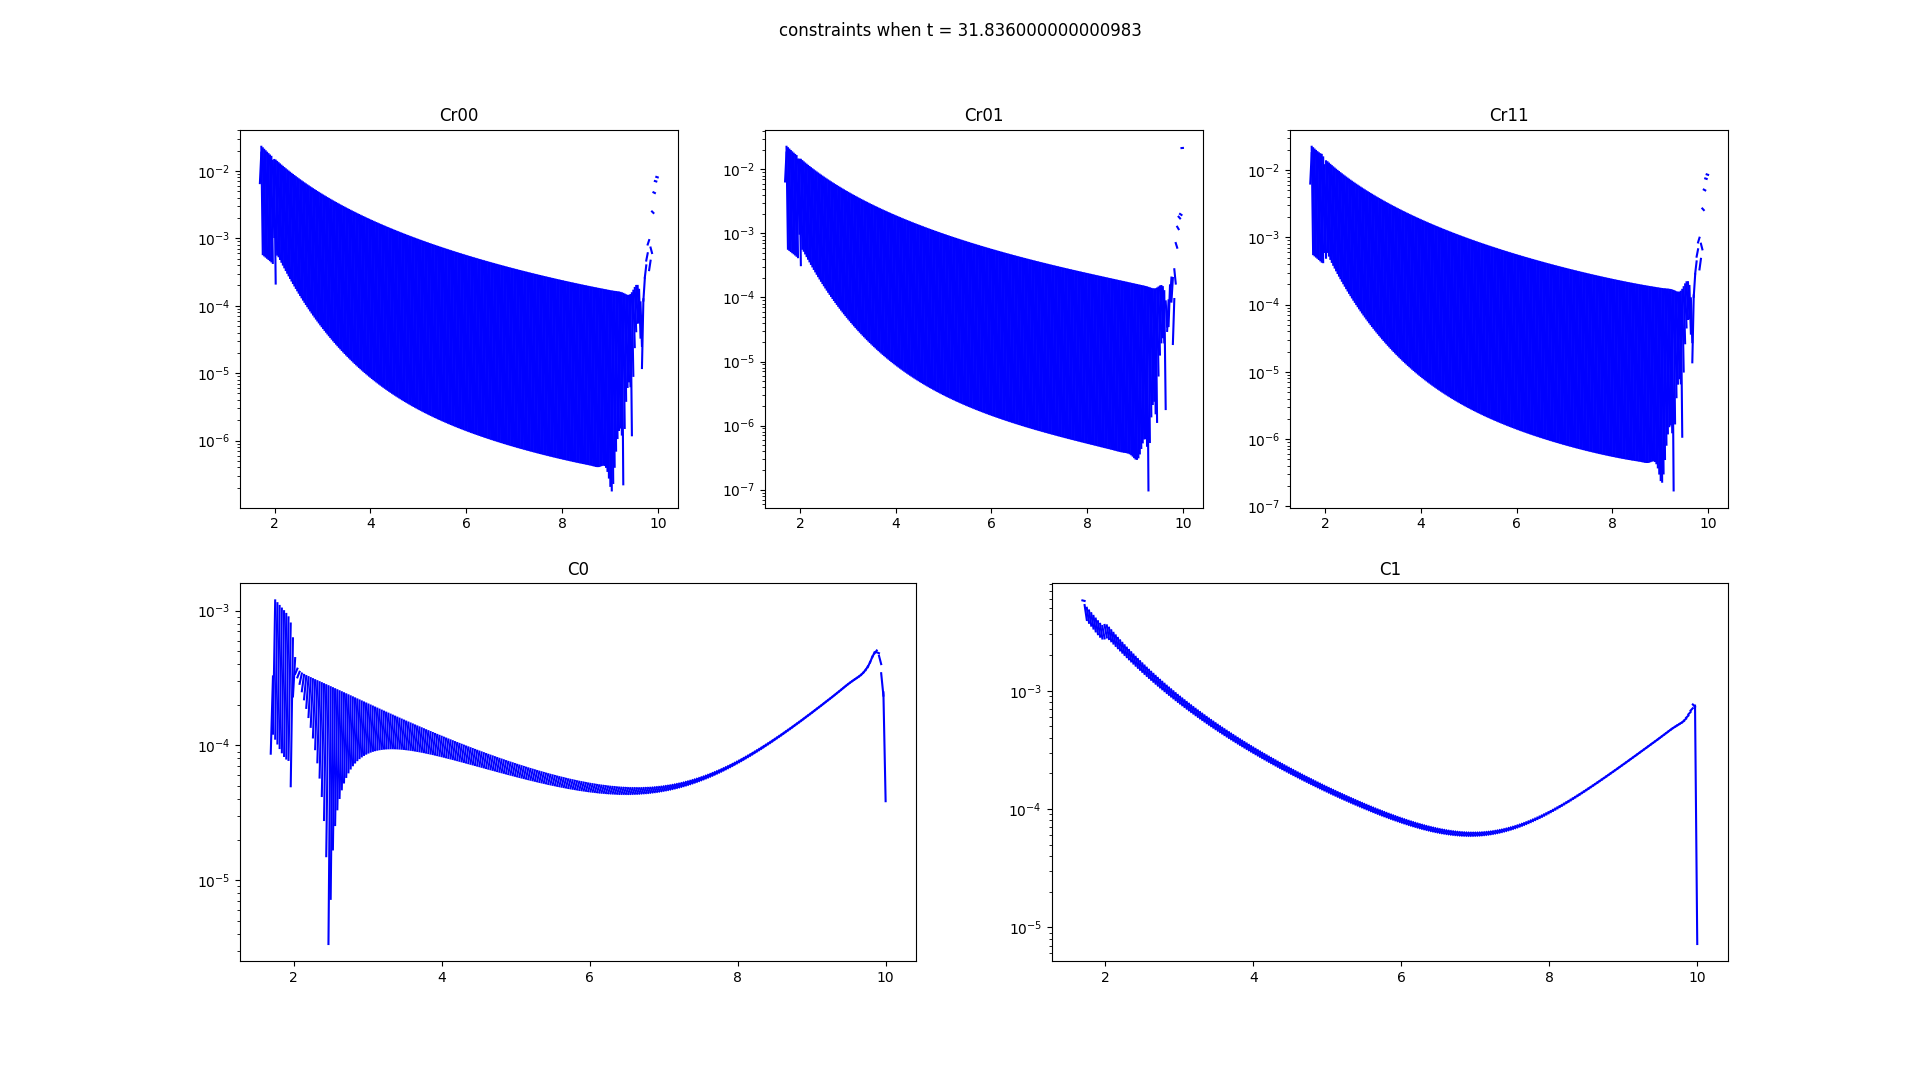 constraints when t = 31.836000000000983
Cr00 Cr01 Cr11
10⁻² 10⁻² 10⁻²
10⁻³ 10⁻³ 10⁻³
10⁻⁴ 10⁻⁴ 10⁻⁴
10⁻⁵ 10⁻⁵ 10⁻⁵
10⁻⁶ 10⁻⁶ 10⁻⁶
10⁻⁷ 10⁻⁷
2 4 6 8 10 2 4 6 8 10 2 4 6 8 10
C0 C1
10⁻³ 10⁻³
10⁻⁴ 10⁻⁴
10⁻⁵ 10⁻⁵
2 4 6 8 10 2 4 6 8 10